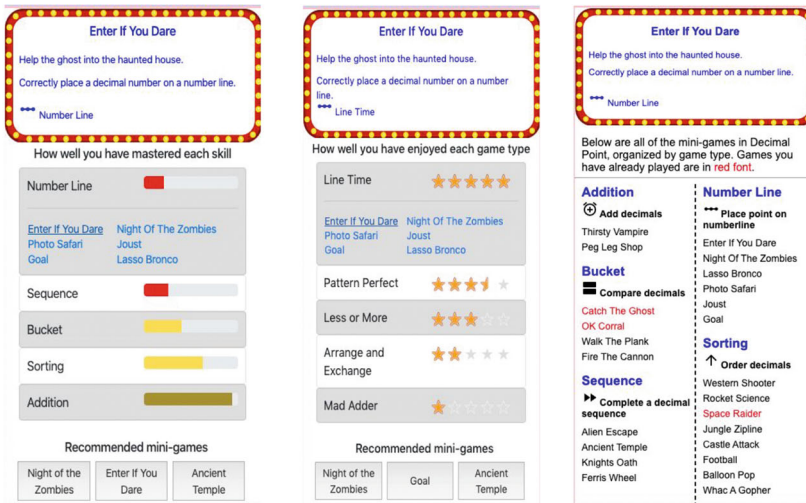 Enter If You Dare
Help the ghost into the haunted house.
Correctly place a decimal number on a number line.
Number Line
How well you have mastered each skill
Number Line
Enter If You Dare Night Of The Zombies
Photo Safari Joust
Goal Lasso Bronco
Sequence
Bucket
Sorting
Addition
Recommended mini-games
Night of the
Zombies
Enter If You
Dare
Ancient
Temple
Enter If You Dare
Help the ghost into the haunted house.
Correctly place a decimal number on a number
line.
Line Time
How well you have enjoyed each game type
Line Time
Enter If You Dare Night Of The Zombies
Photo Safari Joust
Goal Lasso Bronco
Pattern Perfect
Less or More
Arrange and
Exchange
Mad Adder
Recommended mini-games
Night of the
Zombies
Goal
Ancient
Temple
Enter If You Dare
Help the ghost into the haunted house.
Correctly place a decimal number on a number line.
Number Line
Below are all of the mini-games in Decimal
Point, organized by game type. Games you
have already played are in red font.
Addition
Add decimals
Thirsty Vampire
Peg Leg Shop
Bucket
Compare decimals
Catch The Ghost
OK Corral
Walk The Plank
Fire The Cannon
Sequence
Complete a decimal
sequence
Alien Escape
Ancient Temple
Knights Oath
Ferris Wheel
Number Line
Place point on
numberline
Enter If You Dare
Night Of The Zombies
Lasso Bronco
Photo Safari
Joust
Goal
Sorting
Order decimals
Western Shooter
Rocket Science
Space Raider
Jungle Zipline
Castle Attack
Football
Balloon Pop
Whac A Gopher